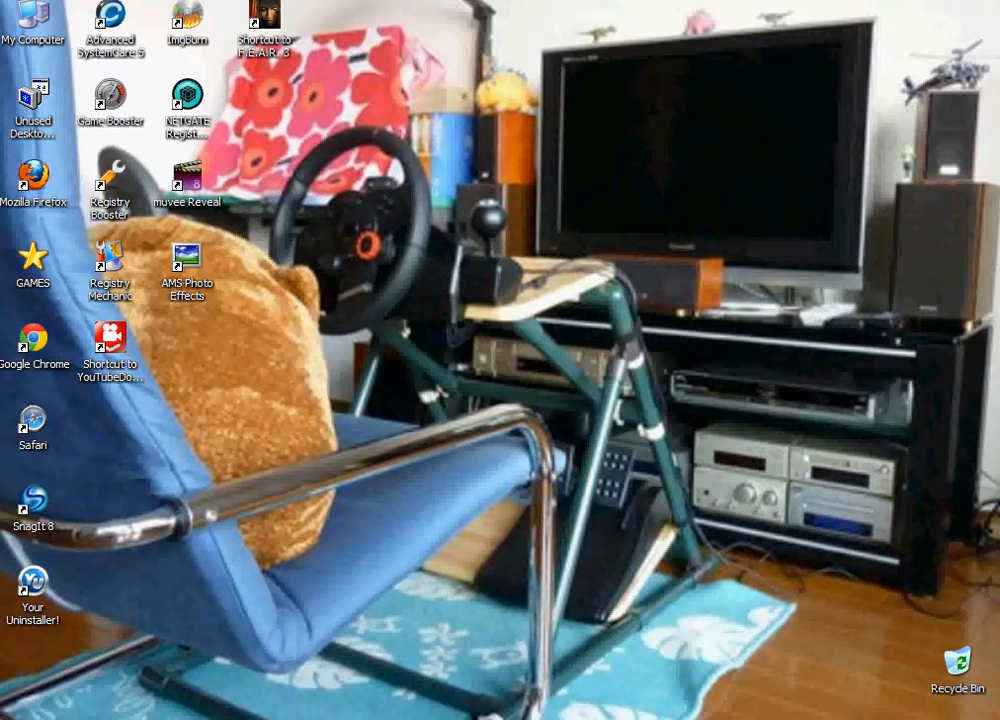 My Computer
Advanced
SystemCare 5
ImgBurn
Shortcut to
F.E.A.R. 3
Unused
Deskto...
Game Booster
NETGATE
Regist...
Mozilla Firefox
Registry
Booster
muvee Reveal
GAMES
Registry
Mechanic
AMS Photo
Effects
Google Chrome
Shortcut to
YouTubeDo...
Safari
SnagIt 8
Your
Uninstaller!
Recycle Bin